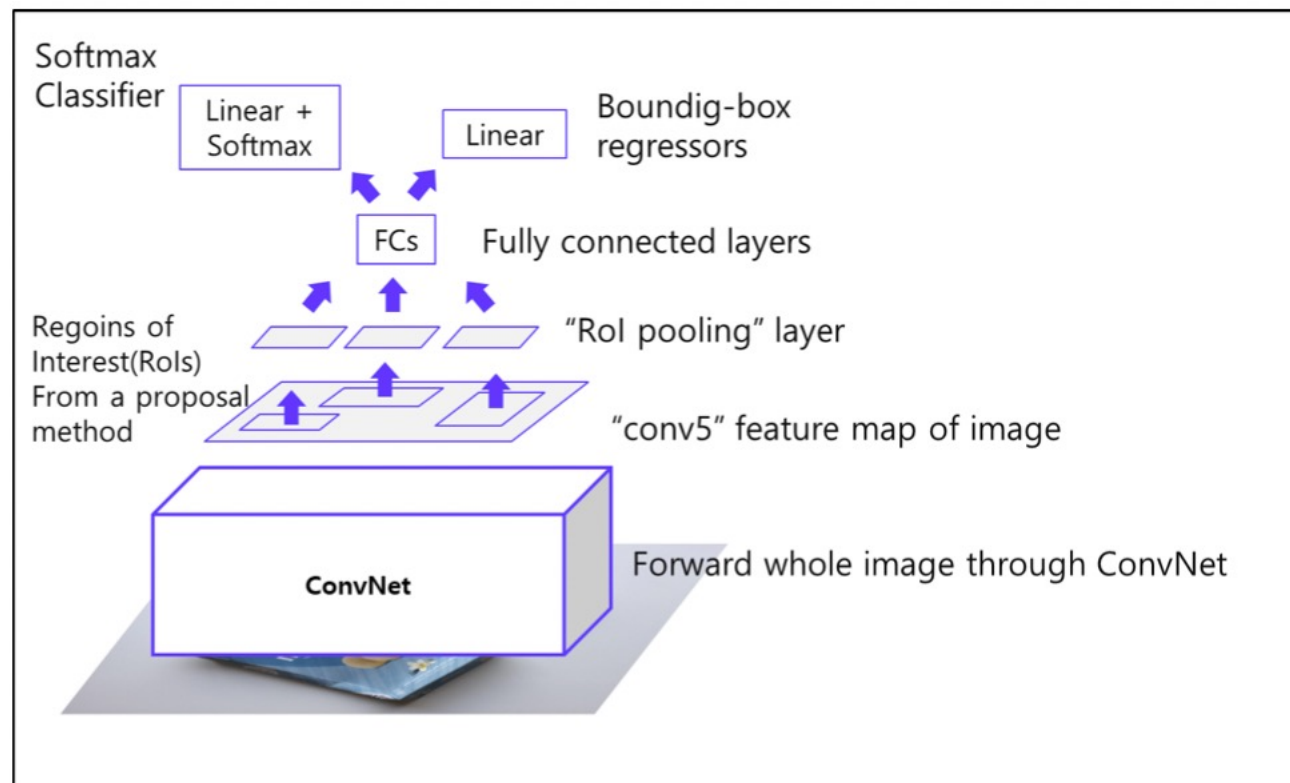 Softmax
Classifier
Linear +
Softmax
Linear
Boundig-box
regressors
FCs
Fully connected layers
Regoins of
Interest(RoIs)
From a proposal
method
“RoI pooling” layer
“conv5” feature map of image
ConvNet
Forward whole image through ConvNet